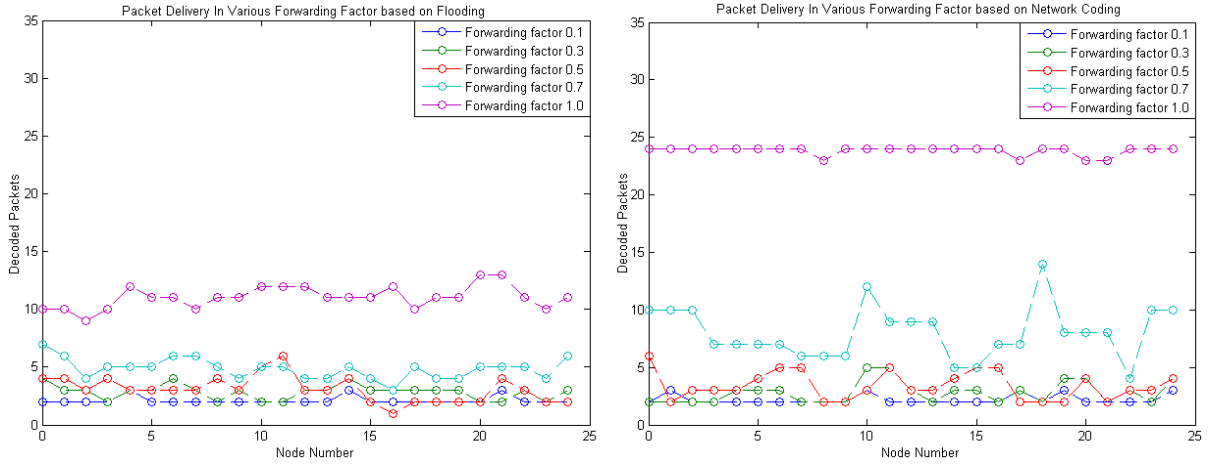 Packet Delivery In Various Forwarding Factor based on Flooding
35
30
25
20
15
10
5
0
Decoded Packets
Forwarding factor 0.1
Forwarding factor 0.3
Forwarding factor 0.5
Forwarding factor 0.7
Forwarding factor 1.0
0 5 10 15 20 25
Node Number
Packet Delivery In Various Forwarding Factor based on Network Coding
35
30
25
20
15
10
5
0
Decoded Packets
Forwarding factor 0.1
Forwarding factor 0.3
Forwarding factor 0.5
Forwarding factor 0.7
Forwarding factor 1.0
0 5 10 15 20 25
Node Number